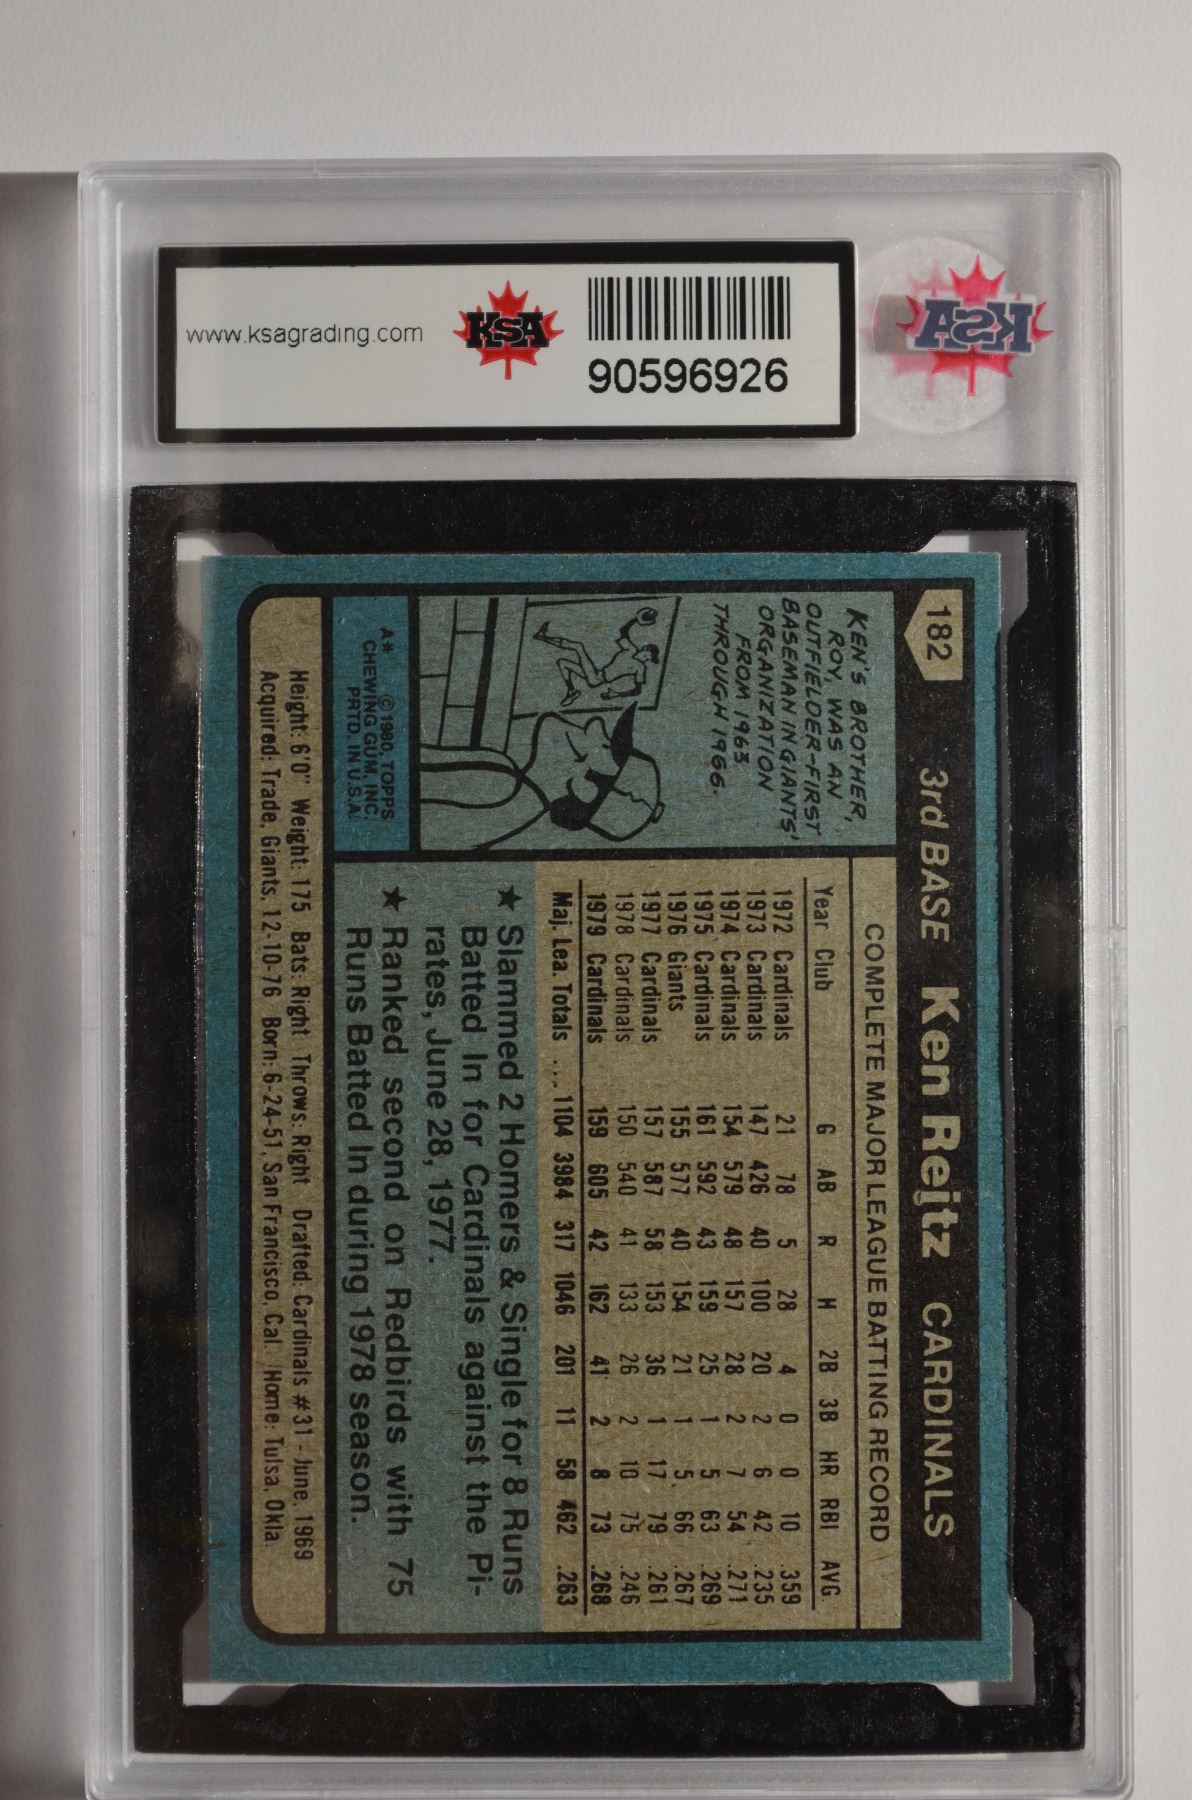 www.ksagrading.com
KSA
90596926
KSA
182
3rd BASE Ken Reitz CARDINALS
KEN'S BROTHER,
ROY, WAS AN
OUTFIELDER-FIRST
BASEMAN IN GIANTS'
ORGANIZATION
FROM 1963
THROUGH 1966.
A* ©1980, TOPPS
CHEWING GUM, INC.
PRTD. IN U.S.A.
COMPLETE MAJOR LEAGUE BATTING RECORD
Year Club G AB R H 2B 3B HR RBI AVG.
1972 Cardinals 21 78 5 28 4 0 0 10 .359
1973 Cardinals 147 426 40 100 20 2 6 42 .235
1974 Cardinals 154 579 48 157 28 2 7 54 .271
1975 Cardinals 161 592 43 159 25 1 5 63 .269
1976 Giants 155 577 40 154 21 1 5 66 .267
1977 Cardinals 157 587 58 153 36 1 17 79 .261
1978 Cardinals 150 540 41 133 26 2 10 75 .246
1979 Cardinals 159 605 42 162 41 2 8 73 .268
Maj. Lea. Totals .... 1104 3984 317 1046 201 11 58 462 .263
★ Slammed 2 Homers & Single for 8 Runs
Batted In for Cardinals against the Pi-
rates, June 28, 1977.
★ Ranked second on Redbirds with 75
Runs Batted In during 1978 season.
Height: 6'0" Weight: 175 Bats: Right Throws: Right Drafted: Cardinals #31 - June, 1969
Acquired: Trade, Giants, 12-10-76 Born: 6-24-51, San Francisco, Cal. Home: Tulsa, Okla.